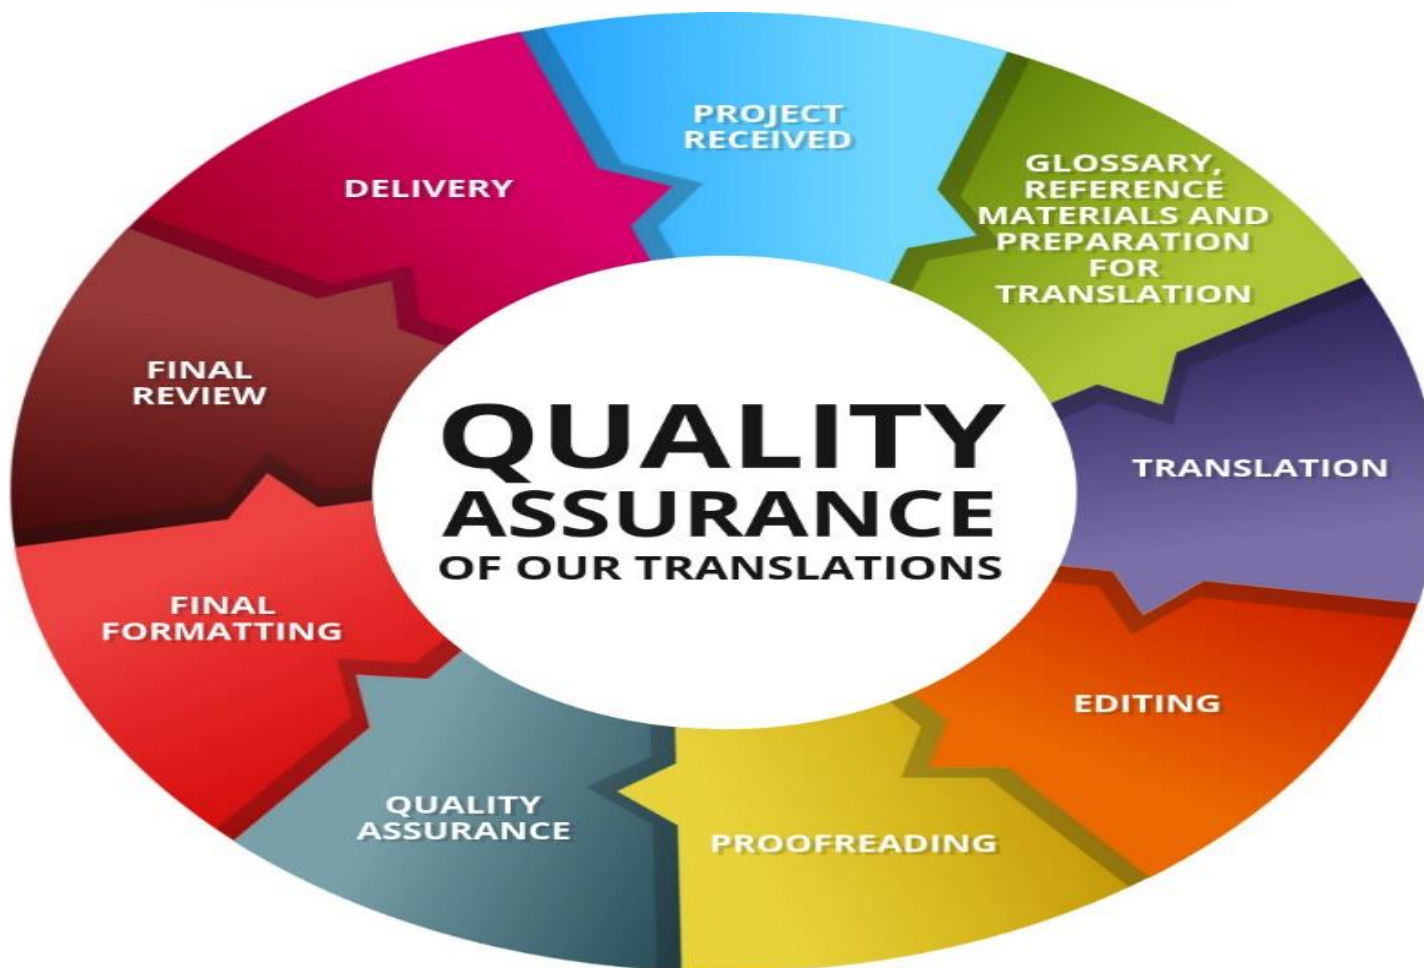 PROJECT
RECEIVED
GLOSSARY,
REFERENCE
MATERIALS AND
PREPARATION
FOR
TRANSLATION
TRANSLATION
EDITING
PROOFREADING
QUALITY
ASSURANCE
FINAL
FORMATTING
FINAL
REVIEW
DELIVERY
QUALITY
ASSURANCE
OF OUR TRANSLATIONS